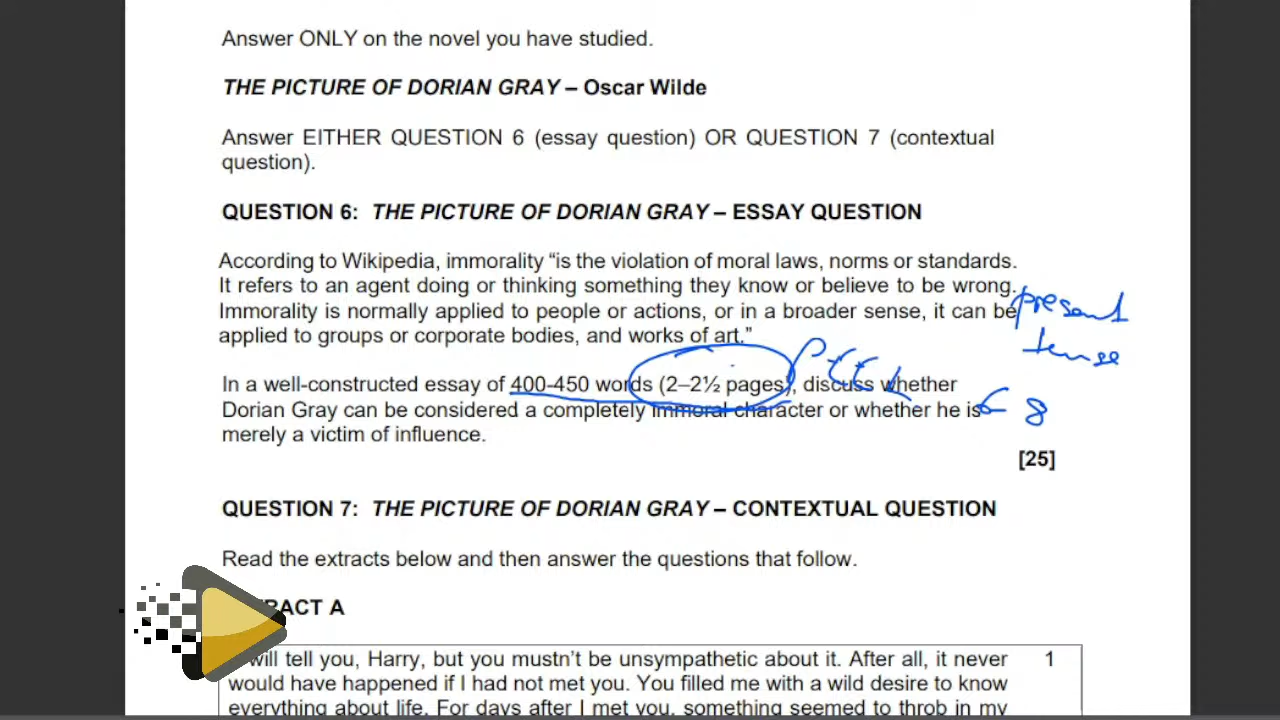 Answer ONLY on the novel you have studied.
THE PICTURE OF DORIAN GRAY – Oscar Wilde
Answer EITHER QUESTION 6 (essay question) OR QUESTION 7 (contextual
question).
QUESTION 6: THE PICTURE OF DORIAN GRAY – ESSAY QUESTION
According to Wikipedia, immorality “is the violation of moral laws, norms or standards.
It refers to an agent doing or thinking something they know or believe to be wrong.
Immorality is normally applied to people or actions, or in a broader sense, it can be
applied to groups or corporate bodies, and works of art.”
present
tense
In a well-constructed essay of 400-450 words (2–2½ pages), discuss whether
Dorian Gray can be considered a completely immoral character or whether he is
8
merely a victim of influence.
[25]
QUESTION 7: THE PICTURE OF DORIAN GRAY – CONTEXTUAL QUESTION
Read the extracts below and then answer the questions that follow.
A
will tell you, Harry, but you mustn’t be unsympathetic about it. After all, it never 1
would have happened if I had not met you. You filled me with a wild desire to know
everything about life. For days after I met you, something seemed to throb in my